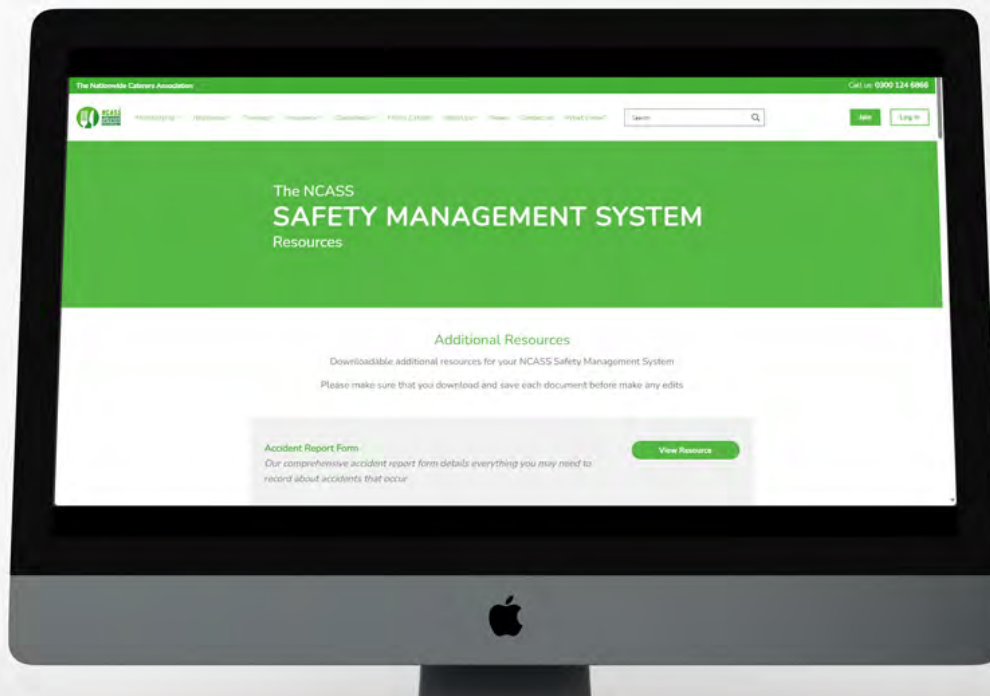 The Nationwide Caterers Association
Call us: 0300 124 6866
NCASS
Search
Join
Log in
The NCASS
SAFETY MANAGEMENT SYSTEM
Resources
Additional Resources
Downloadable additional resources for your NCASS Safety Management System
Please make sure that you download and save each document before make any edits
Accident Report Form
View Resource
Our comprehensive accident report form details everything you may need to
record about accidents that occur